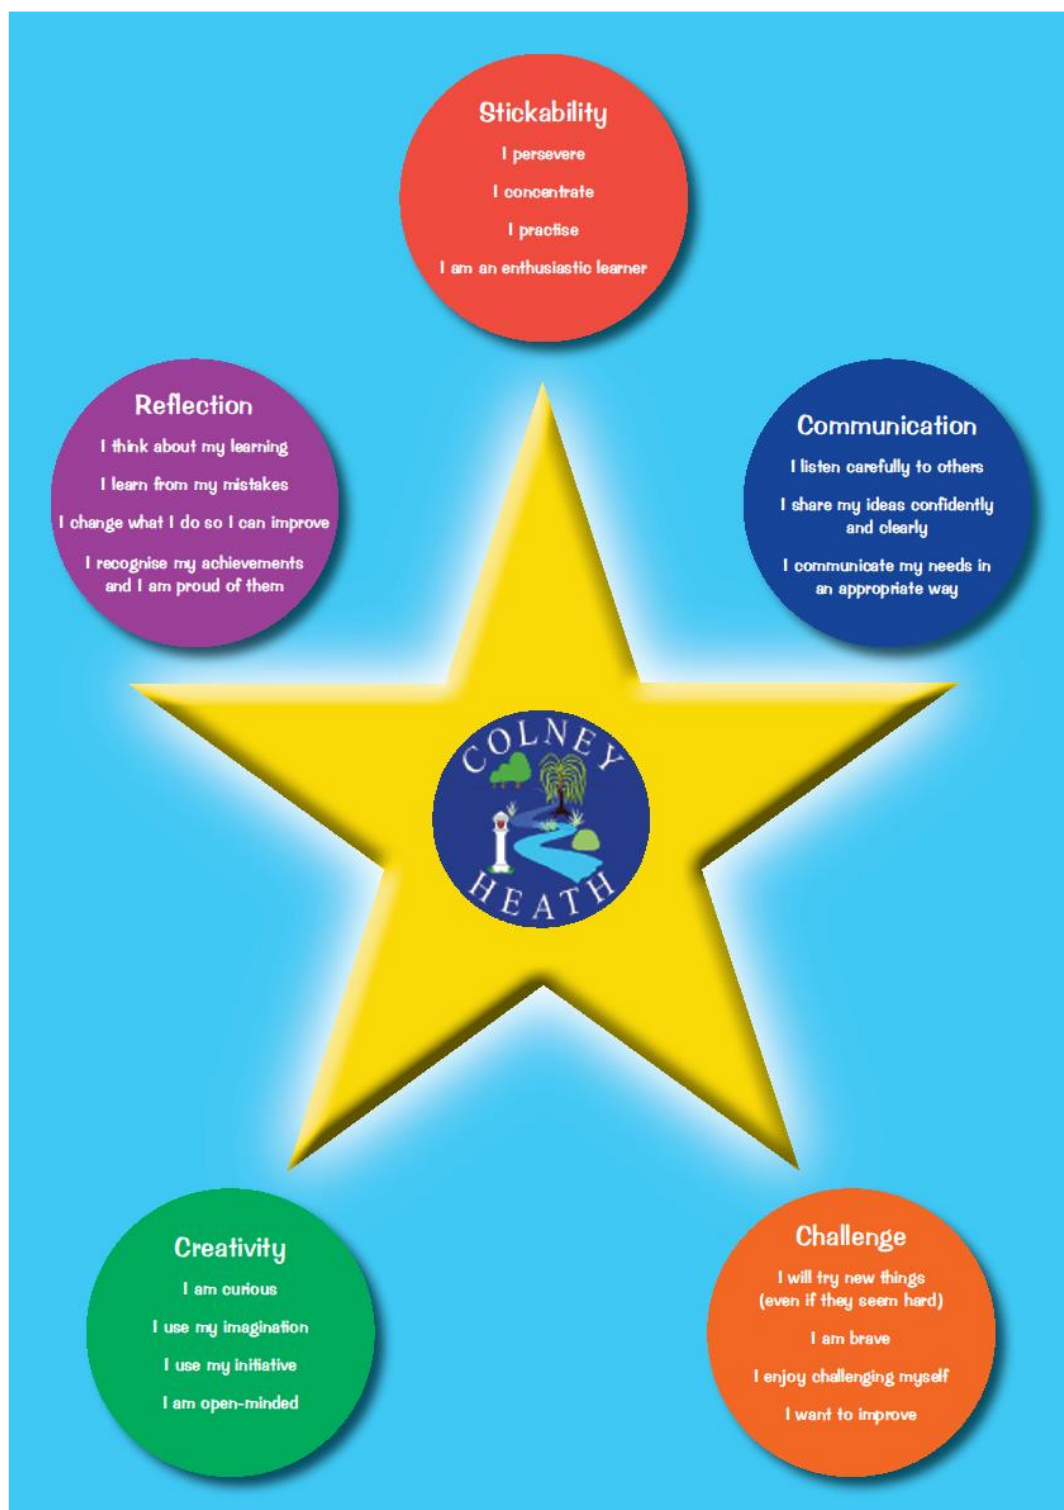 Stickability
I persevere
I concentrate
I practise
I am an enthusiastic learner
Reflection
I think about my learning
I learn from my mistakes
I change what I do so I can improve
I recognise my achievements
and I am proud of them
Communication
I listen carefully to others
I share my ideas confidently
and clearly
I communicate my needs in
an appropriate way
COLNEY
HEATH
Creativity
I am curious
I use my imagination
I use my initiative
I am open-minded
Challenge
I will try new things
(even if they seem hard)
I am brave
I enjoy challenging myself
I want to improve